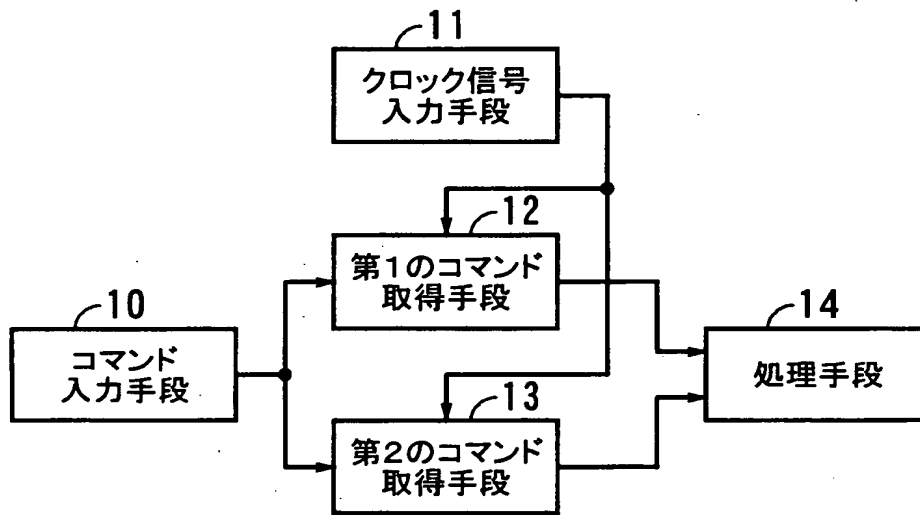 11
クロック信号
入力手段
12
第1のコマンド
取得手段
10
コマンド
入力手段
14
処理手段
13
第2のコマンド
取得手段